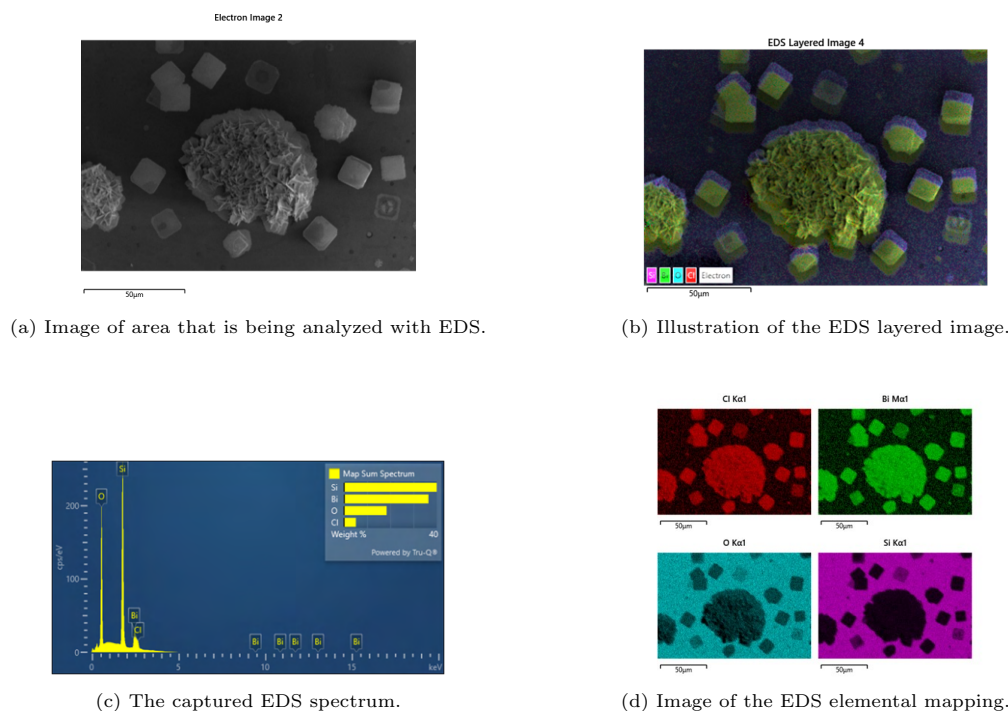 Electron Image 2
50μm
(a) Image of area that is being analyzed with EDS.
EDS Layered Image 4
Si Bi O Cl Electron
50μm
(b) Illustration of the EDS layered image.
Map Sum Spectrum
Si
Bi
O
Cl
Weight % 40
Powered by Tru-Q®
Si
O
200
cps/eV
100
Bi
Cl
Bi Bi Bi Bi Bi
0
0 5 10 15 keV
(c) The captured EDS spectrum.
Cl Kα1
50μm
Bi Mα1
50μm
O Kα1
50μm
Si Kα1
50μm
(d) Image of the EDS elemental mapping.